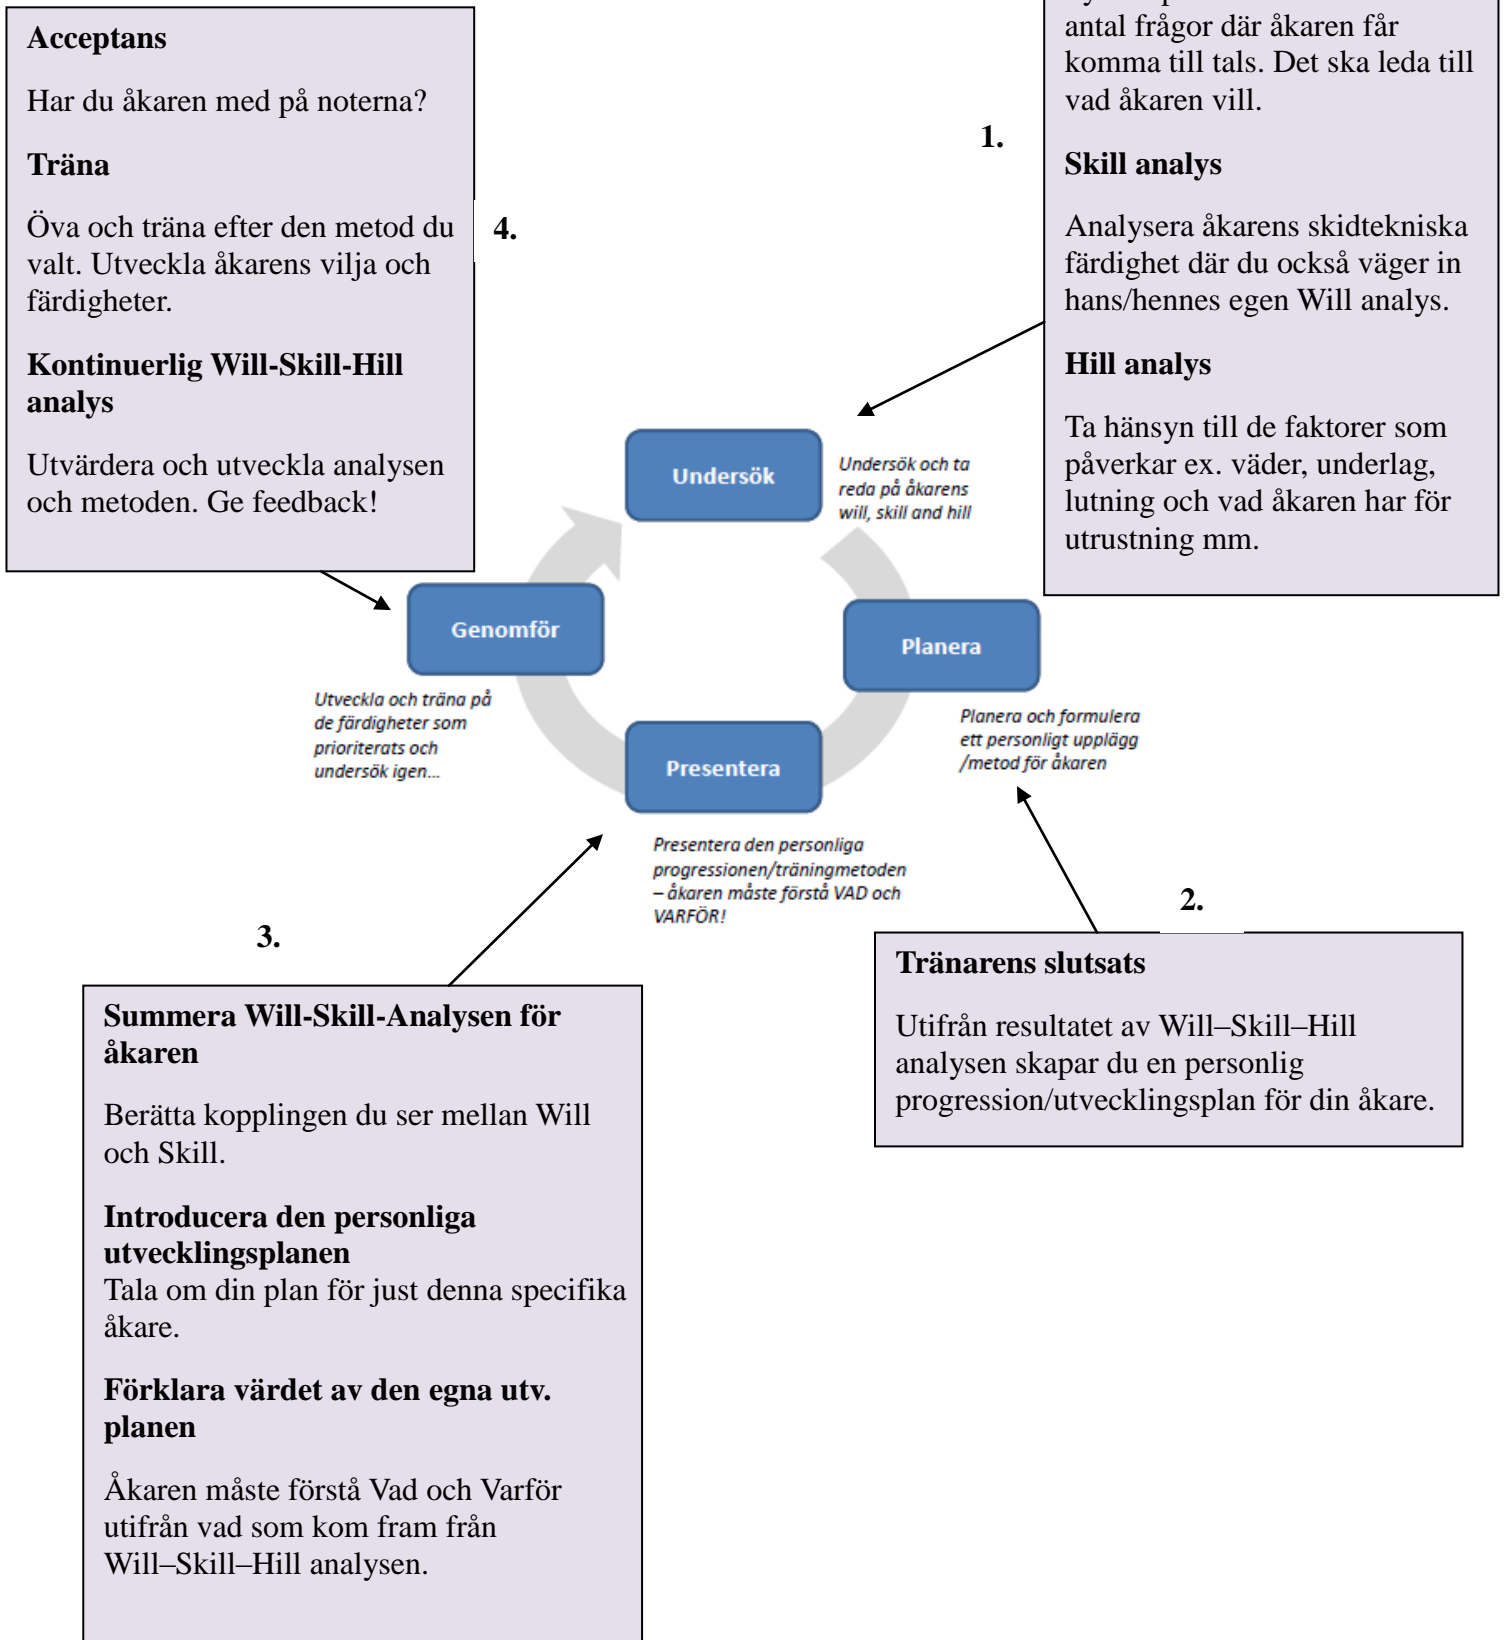 antal frågor där åkaren får
komma till tals. Det ska leda till
vad åkaren vill.
1.
Skill analys
Analysera åkarens skidtekniska
färdighet där du också väger in
hans/hennes egen Will analys.
Hill analys
Ta hänsyn till de faktorer som
påverkar ex. väder, underlag,
lutning och vad åkaren har för
utrustning mm.
Acceptans
Har du åkaren med på noterna?
Träna
Öva och träna efter den metod du
valt. Utveckla åkarens vilja och
färdigheter.
Kontinuerlig Will-Skill-Hill
analys
Utvärdera och utveckla analysen
och metoden. Ge feedback!
4.
Undersök
Undersök och ta
reda på åkarens
will, skill and hill
Genomför
Utveckla och träna på
de färdigheter som
prioriterats och
undersök igen...
Planera
Planera och formulera
ett personligt upplägg
/metod för åkaren
Presentera
Presentera den personliga
progressionen/träningmetoden
– åkaren måste förstå VAD och
VARFÖR!
2.
Tränarens slutsats
Utifrån resultatet av Will–Skill–Hill
analysen skapar du en personlig
progression/utvecklingsplan för din åkare.
3.
Summera Will-Skill-Analysen för
åkaren
Berätta kopplingen du ser mellan Will
och Skill.
Introducera den personliga
utvecklingsplanen
Tala om din plan för just denna specifika
åkare.
Förklara värdet av den egna utv.
planen
Åkaren måste förstå Vad och Varför
utifrån vad som kom fram från
Will–Skill–Hill analysen.